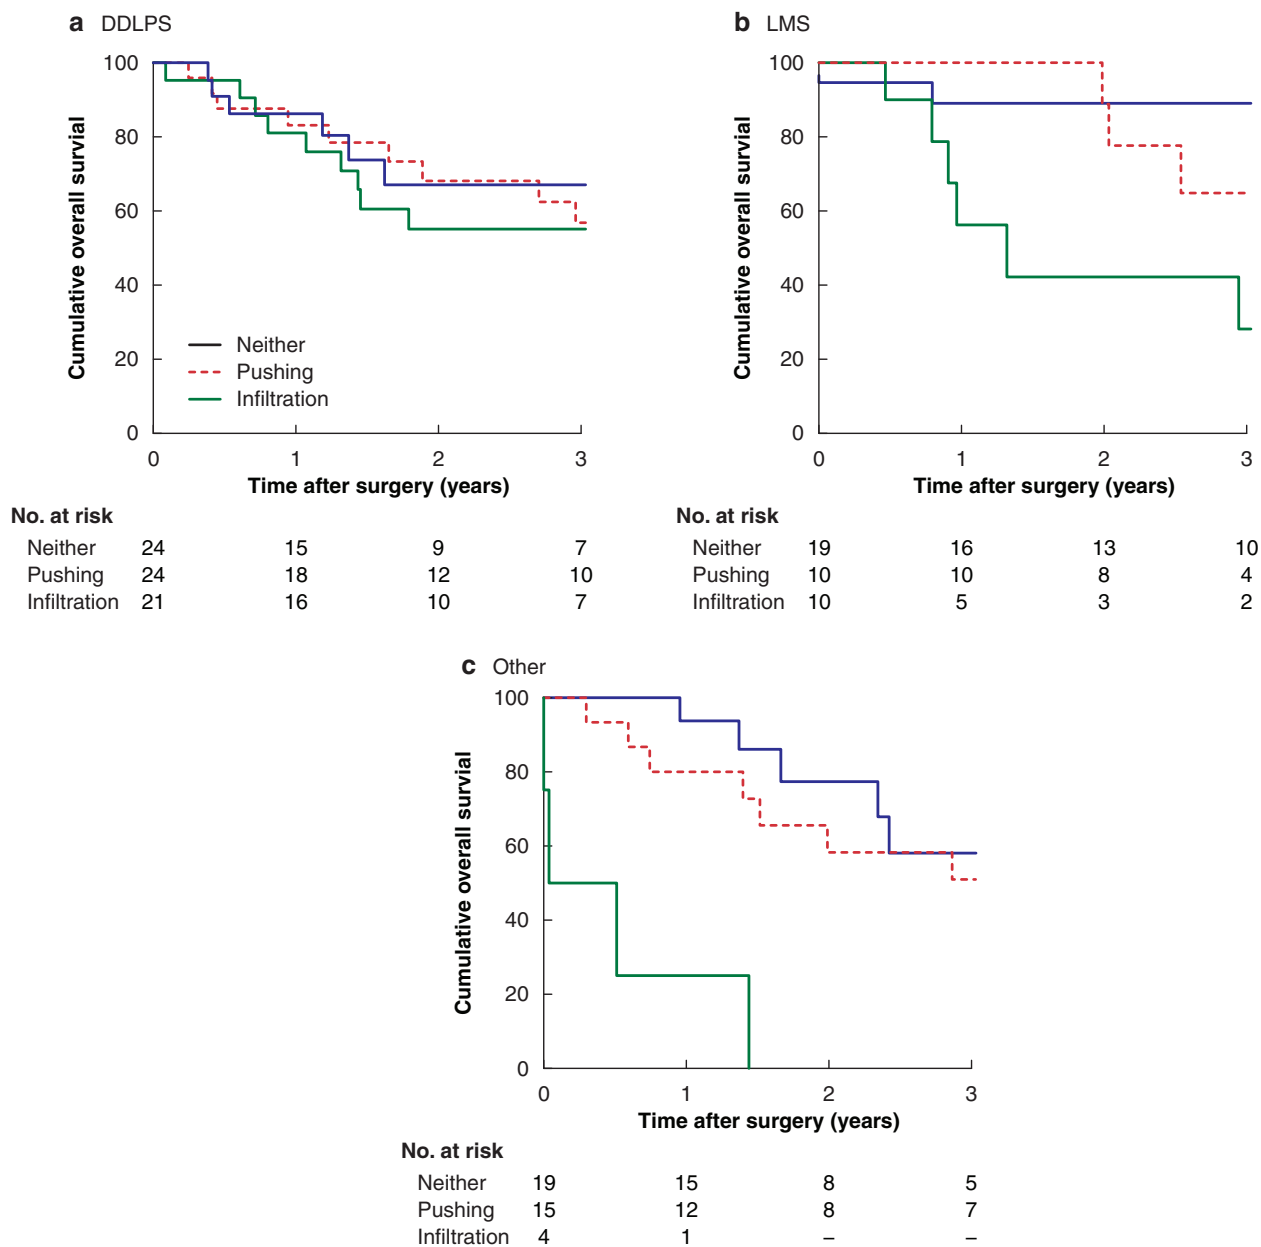 a DDLPS
100
80
60
40
20
0
Cumulative overall survial
Neither
Pushing
Infiltration
0 1 2 3
Time after surgery (years)
No. at risk
Neither 24 15 9 7
Pushing 24 18 12 10
Infiltration 21 16 10 7
b LMS
100
80
60
40
20
0
Cumulative overall survial
0 1 2 3
Time after surgery (years)
No. at risk
Neither 19 16 13 10
Pushing 10 10 8 4
Infiltration 10 5 3 2
c Other
100
80
60
40
20
0
Cumulative overall survial
0 1 2 3
Time after surgery (years)
No. at risk
Neither 19 15 8 5
Pushing 15 12 8 7
Infiltration 4 1 – –